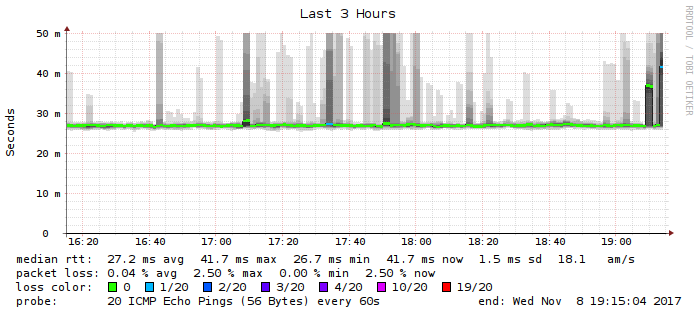 Last 3 Hours
RRDTOOL / TOBI OETIKER
Seconds
50 m
40 m
30 m
20 m
10 m
0
16:20 16:40 17:00 17:20 17:40 18:00 18:20 18:40 19:00
median rtt: 27.2 ms avg 41.7 ms max 26.7 ms min 41.7 ms now 1.5 ms sd 18.1 am/s
packet loss: 0.04 % avg 2.50 % max 0.00 % min 2.50 % now
loss color: 0 1/20 2/20 3/20 4/20 10/20 19/20
probe: 20 ICMP Echo Pings (56 Bytes) every 60s end: Wed Nov 8 19:15:04 2017